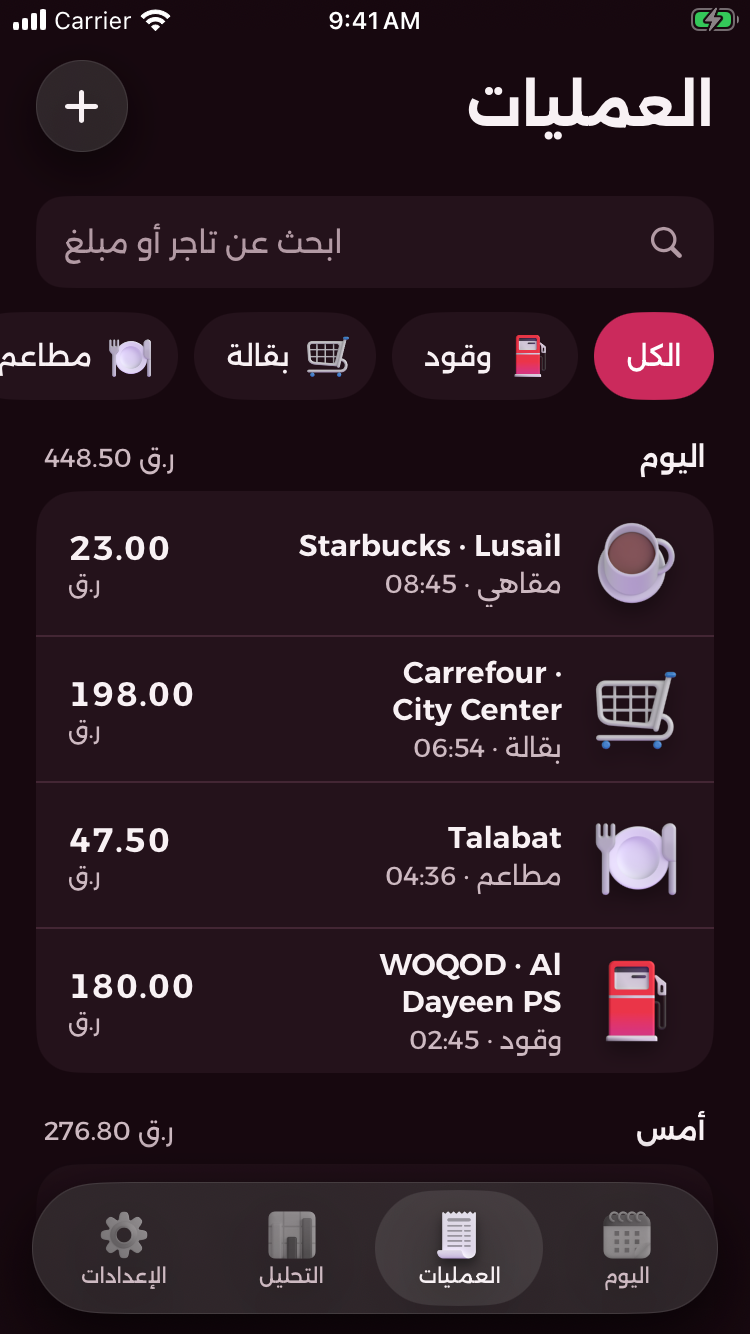 Carrier 9:41 AM
العمليات
ابحث عن تاجر أو مبلغ
الكل
وقود
بقالة
مطاعم
اليوم
448.50 ر.ق
Starbucks · Lusail
مقاهي · 08:45
23.00
ر.ق
Carrefour ·
City Center
بقالة · 06:54
198.00
ر.ق
Talabat
مطاعم · 04:36
47.50
ر.ق
WOQOD · Al
Dayeen PS
وقود · 02:45
180.00
ر.ق
أمس
276.80 ر.ق
اليوم
العمليات
التحليل
الإعدادات